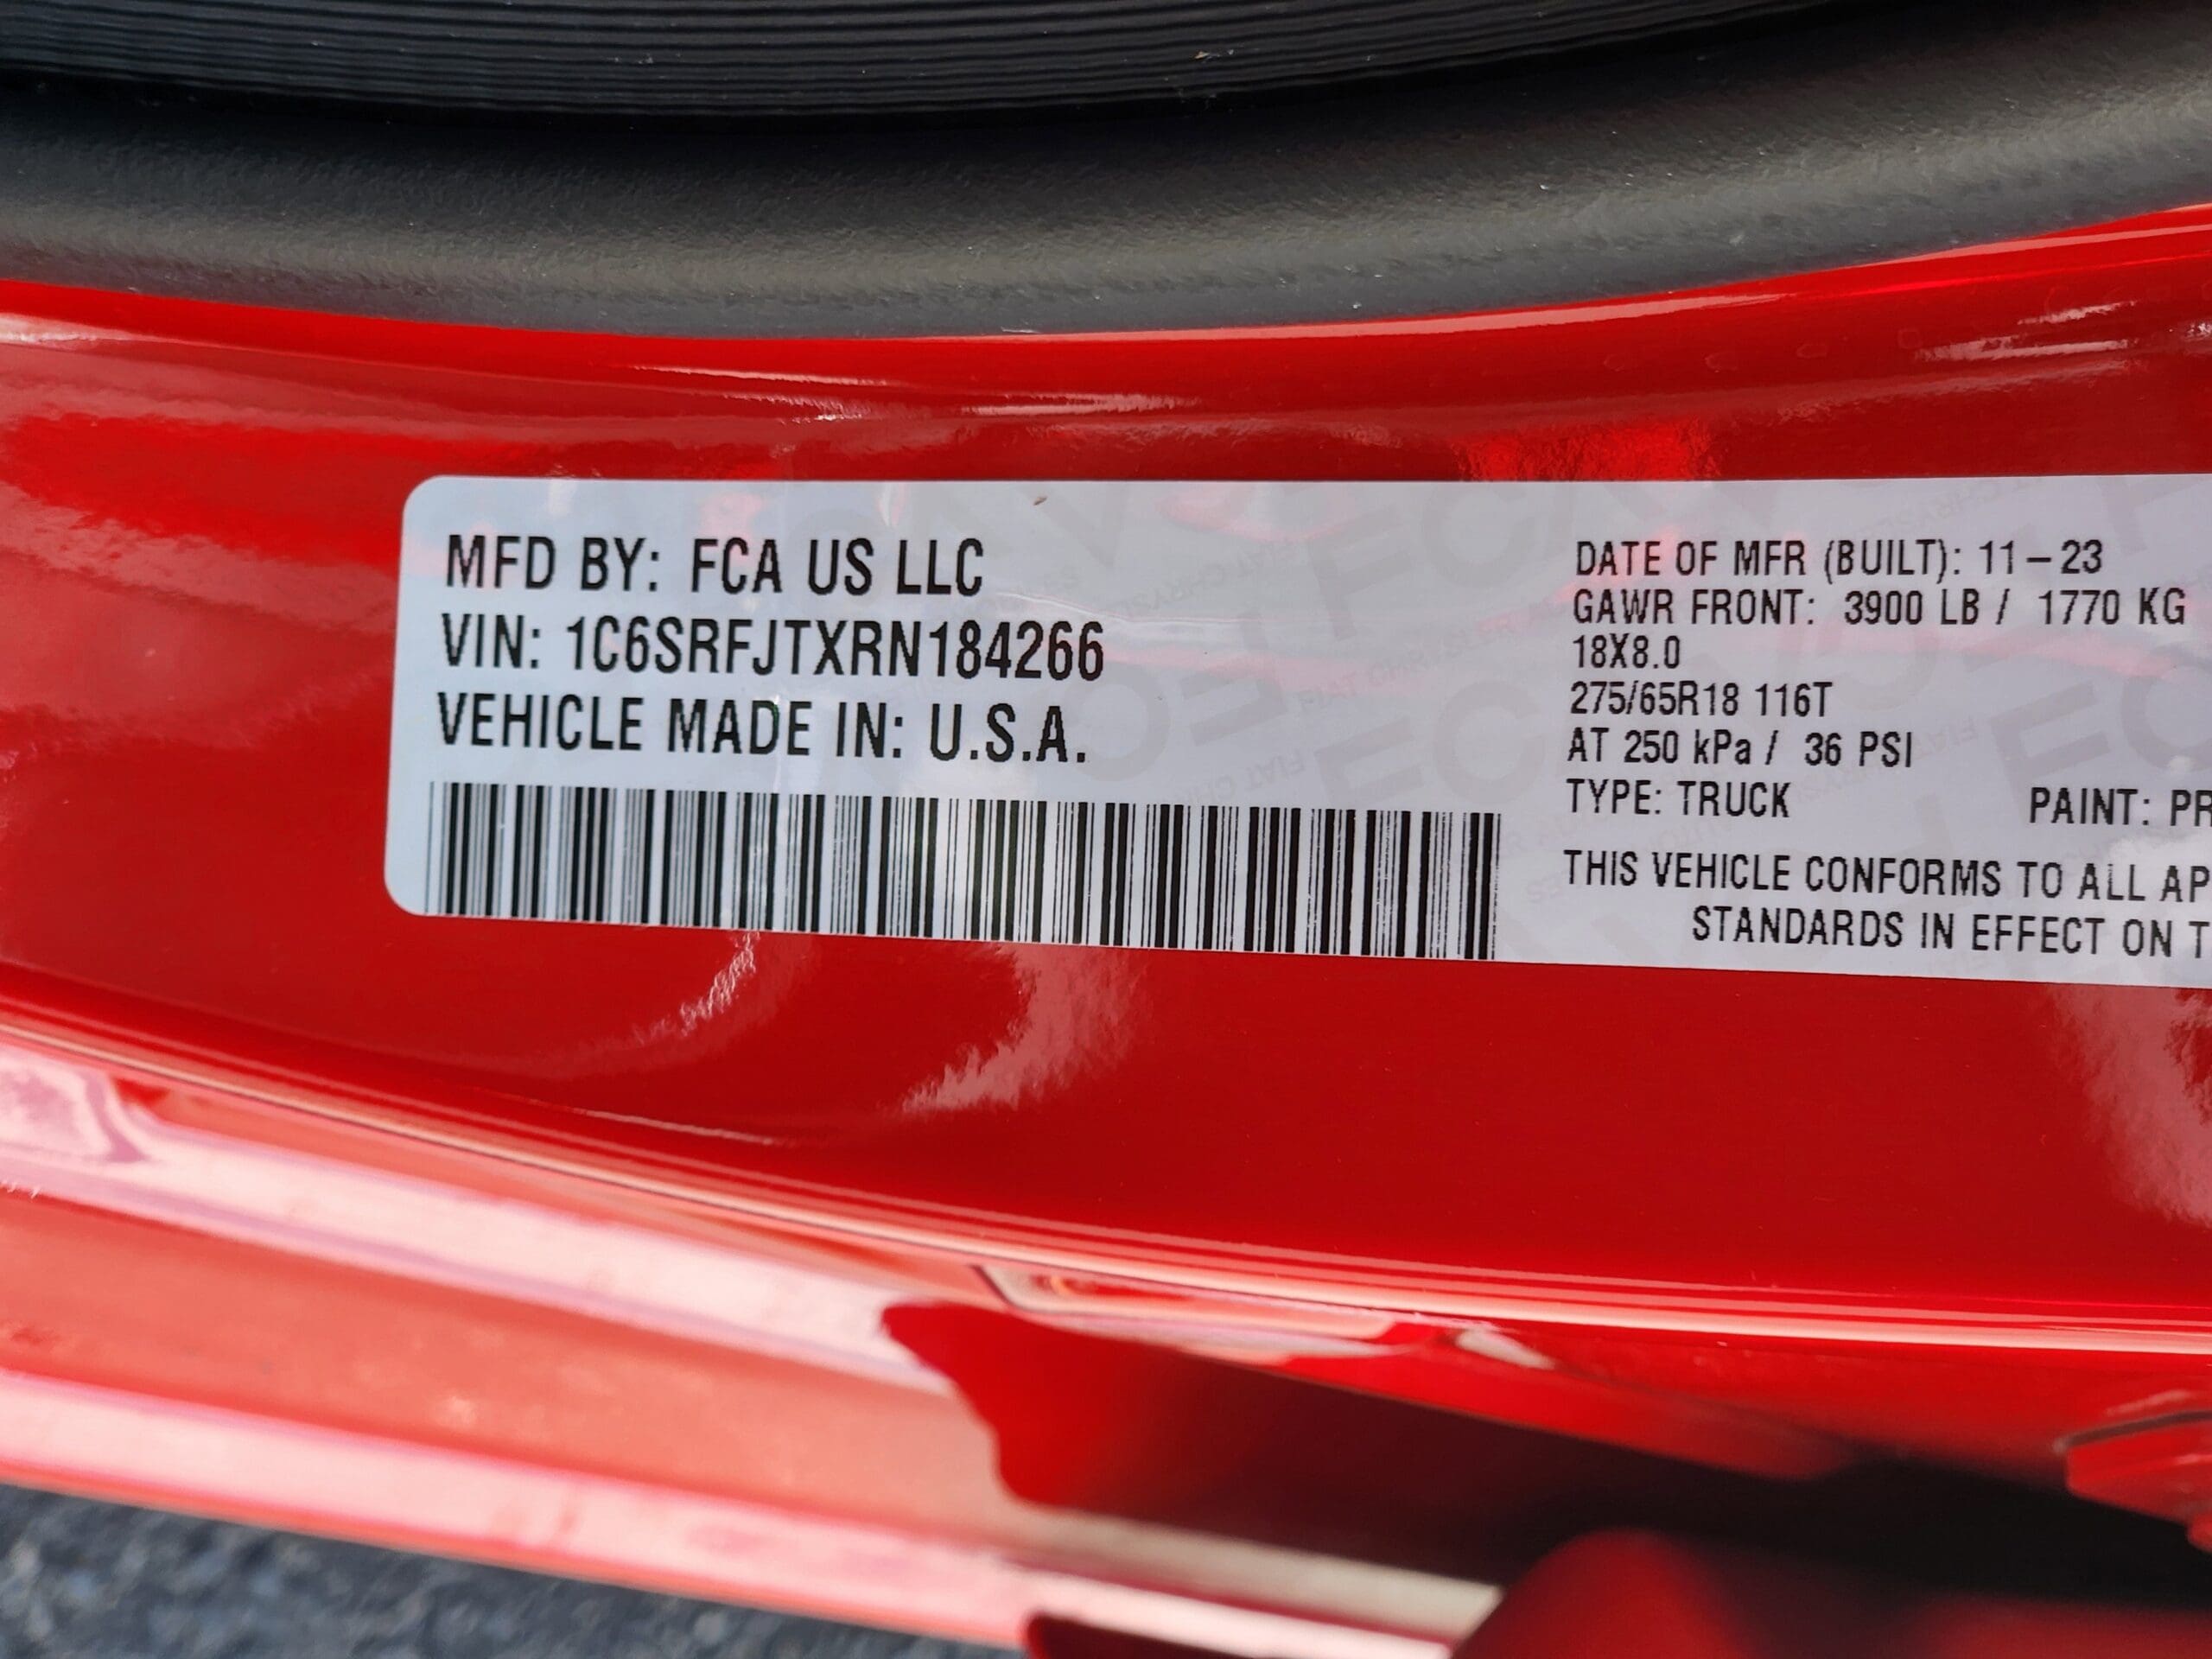 MFD BY: FCA US LLC
VIN: 1C6SRFJTXRN184266
VEHICLE MADE IN: U.S.A.
DATE OF MFR (BUILT): 11-23
GAWR FRONT: 3900 LB / 1770 KG
18X8.0
275/65R18 116T
AT 250 kPa / 36 PSI
TYPE: TRUCK PAINT: PR
THIS VEHICLE CONFORMS TO ALL AP
STANDARDS IN EFFECT ON T